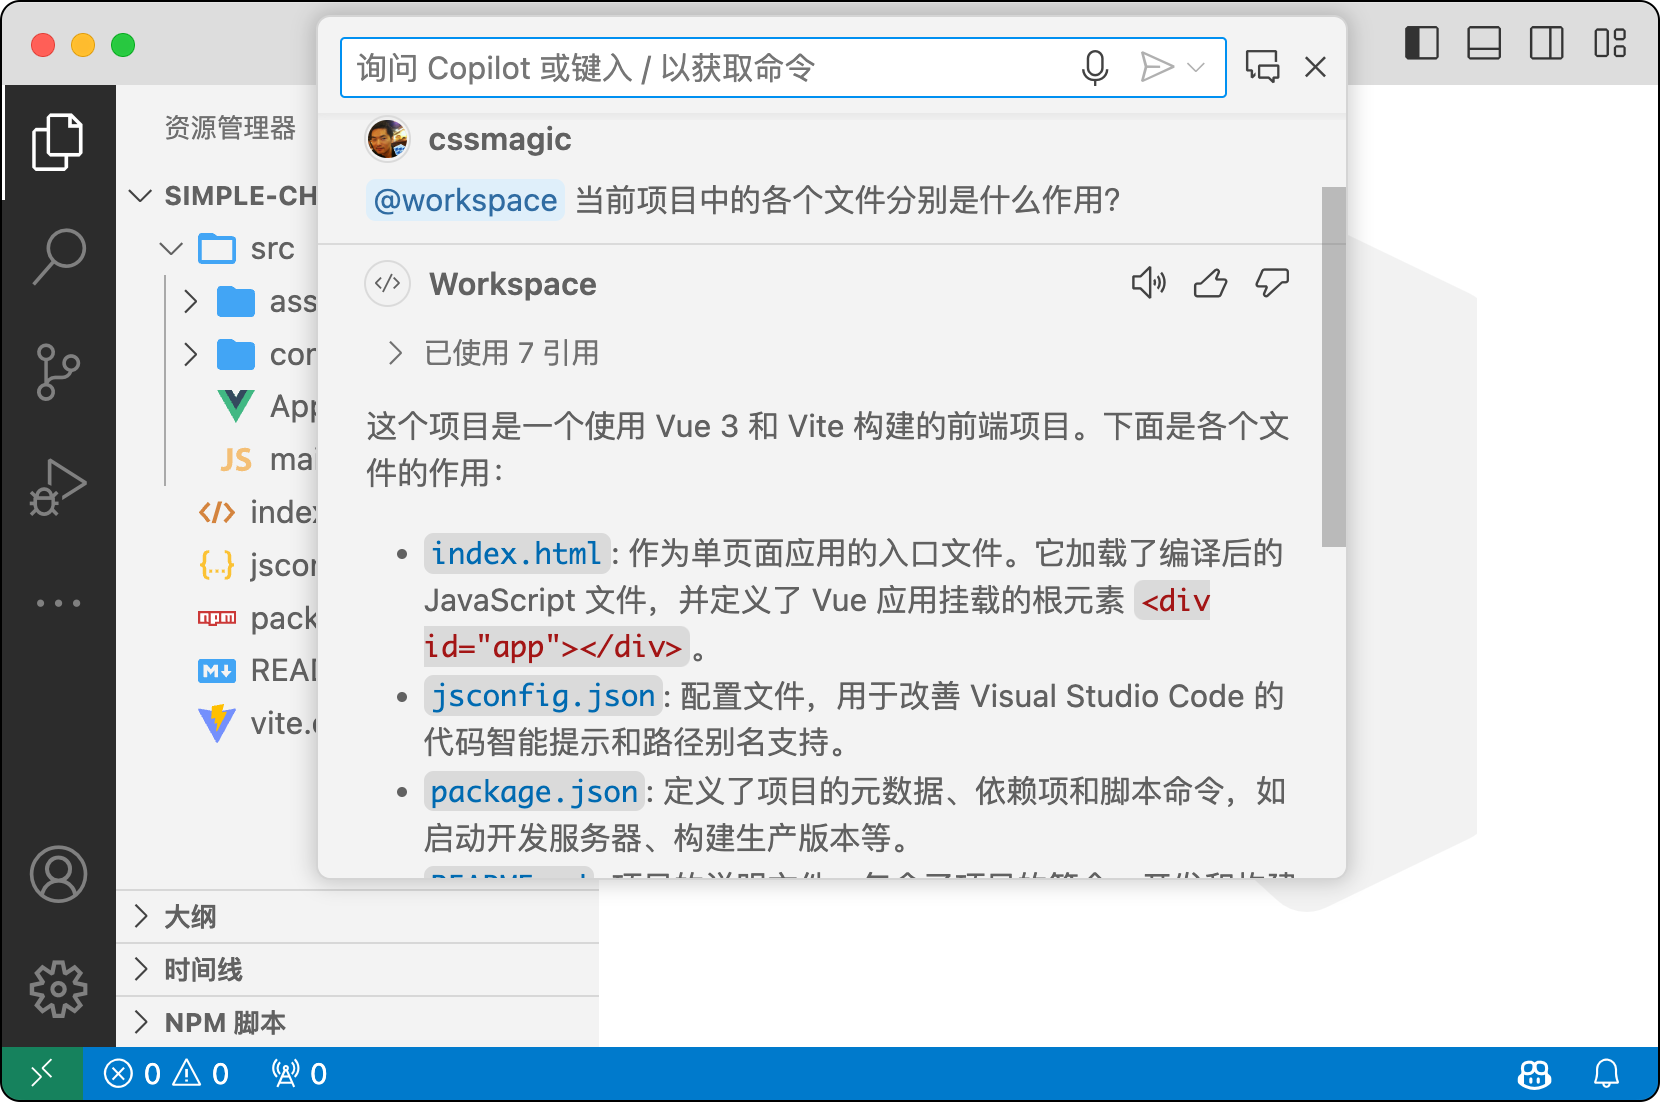 询问 Copilot 或键入 / 以获取命令
资源管理器
SIMPLE-CH
src
ass
cor
App
JS mai
index
{...} jscon
npm pack
M READ
vite.c
cssmagic
@workspace 当前项目中的各个文件分别是什么作用?
Workspace
已使用 7 引用
这个项目是一个使用 Vue 3 和 Vite 构建的前端项目。下面是各个文
件的作用：
index.html: 作为单页面应用的入口文件。它加载了编译后的
JavaScript 文件，并定义了 Vue 应用挂载的根元素 <div
id="app"></div>。
jsconfig.json: 配置文件，用于改善 Visual Studio Code 的
代码智能提示和路径别名支持。
package.json: 定义了项目的元数据、依赖项和脚本命令，如
启动开发服务器、构建生产版本等。
大纲
时间线
NPM 脚本
0 0 0